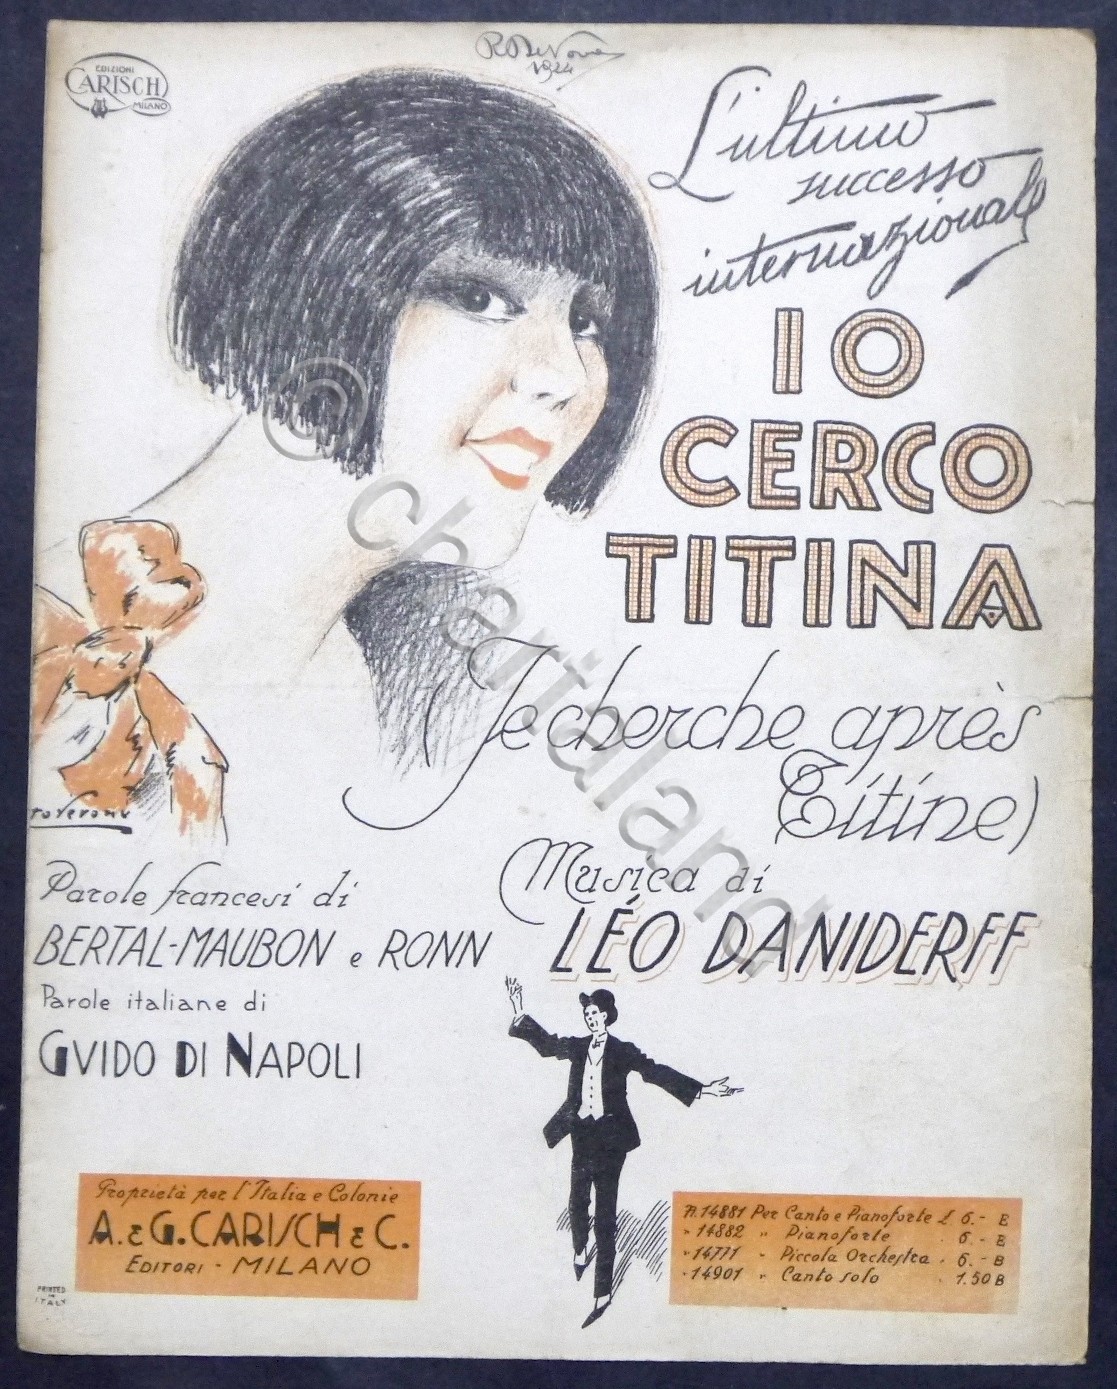 EDIZIONI
CARISCH
MILANO
1924
L'ultimo
successo
internazionale
IO
CERCO
TITINA
(Je cherche après
Titine)
Musica di
LÉO DANIDERFF
Parole francesi di
BERTAL-MAUBON e RONN
Parole italiane di
GVIDO DI NAPOLI
Proprietà per l'Italia e Colonie
A. E G. CARISCH E C.
EDITORI - MILANO
PRINTED
IN
ITALY
N. 14881 Per Canto e Pianoforte L. 6.- E
" 14882 " Pianoforte . 6.- E
" 14771 " Piccola Orchestra . 6.- B
" 14901 " Canto solo . 1.50 B
© chartaland